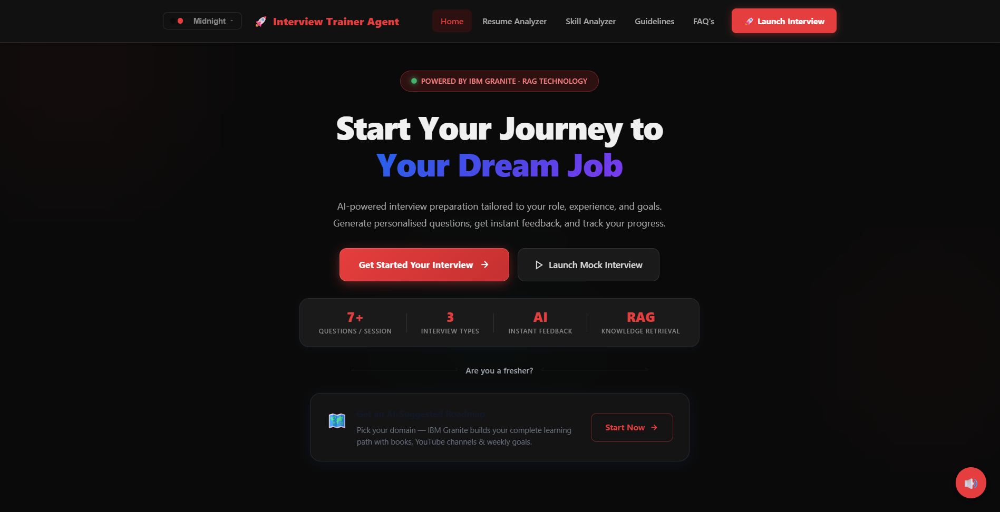 Midnight
Interview Trainer Agent
Home
Resume Analyzer
Skill Analyzer
Guidelines
FAQ's
Launch Interview
POWERED BY IBM GRANITE · RAG TECHNOLOGY
Start Your Journey to
Your Dream Job
AI-powered interview preparation tailored to your role, experience, and goals.
Generate personalised questions, get instant feedback, and track your progress.
Get Started Your Interview →
Launch Mock Interview
7+
QUESTIONS / SESSION
3
INTERVIEW TYPES
AI
INSTANT FEEDBACK
RAG
KNOWLEDGE RETRIEVAL
Are you a fresher?
Get an AI-Suggested Roadmap
Pick your domain — IBM Granite builds your complete learning
path with books, YouTube channels & weekly goals.
Start Now →